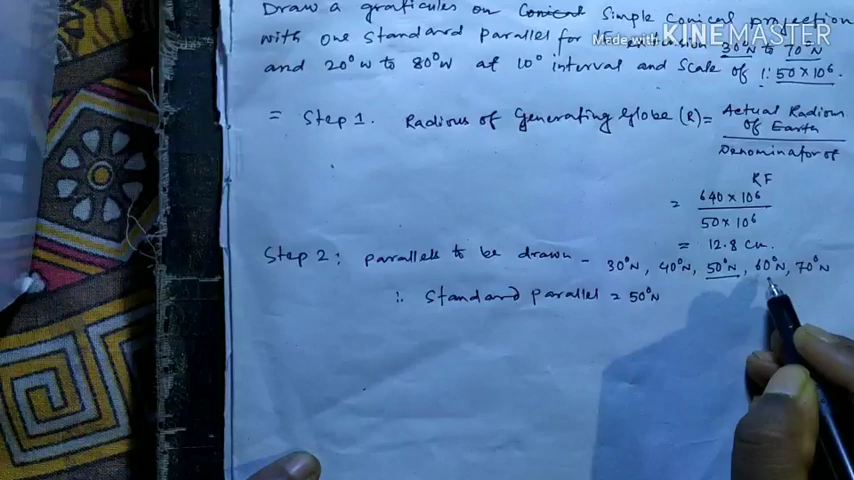 Draw a graticules on Conical Simple conical projection
with one standard parallel for extension 30°N to 70°N
and 20°W to 80°W at 10° interval and Scale of 1:50×10⁶.
Made with KINEMASTER
= Step 1. Radious of Generating Globe (R) = Actual Radious Of Earth / Denominator of RF
= 640×10⁶ / 50×10⁶
= 12.8 cm.
Step 2: parallels to be drawn - 30°N, 40°N, 50°N, 60°N, 70°N
∴ Standard parallel = 50°N